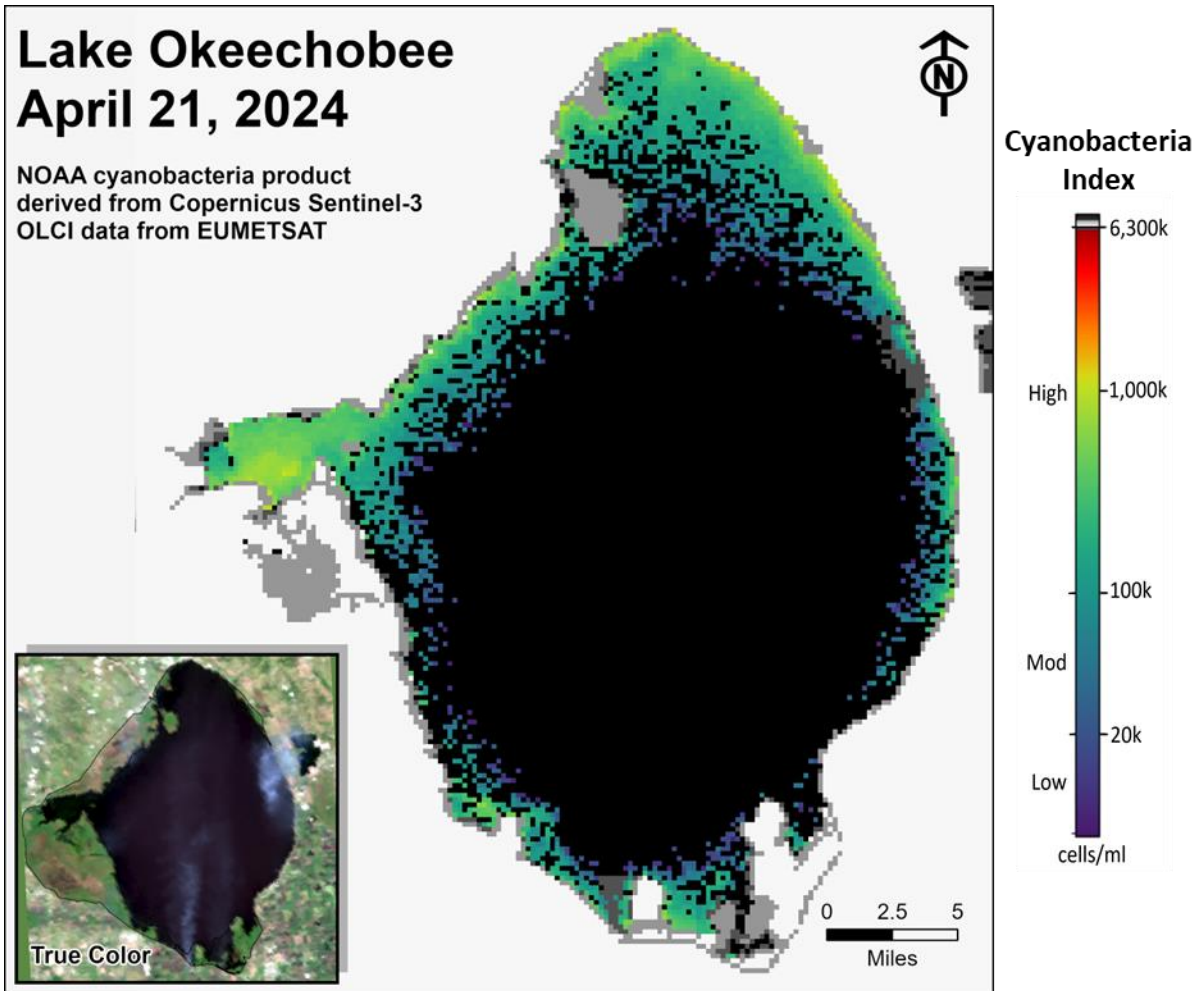 Lake Okeechobee
April 21, 2024
NOAA cyanobacteria product
derived from Copernicus Sentinel-3
OLCI data from EUMETSAT
N
Cyanobacteria
Index
6,300k
High
1,000k
100k
Mod
20k
Low
cells/ml
True Color
0 2.5 5
Miles